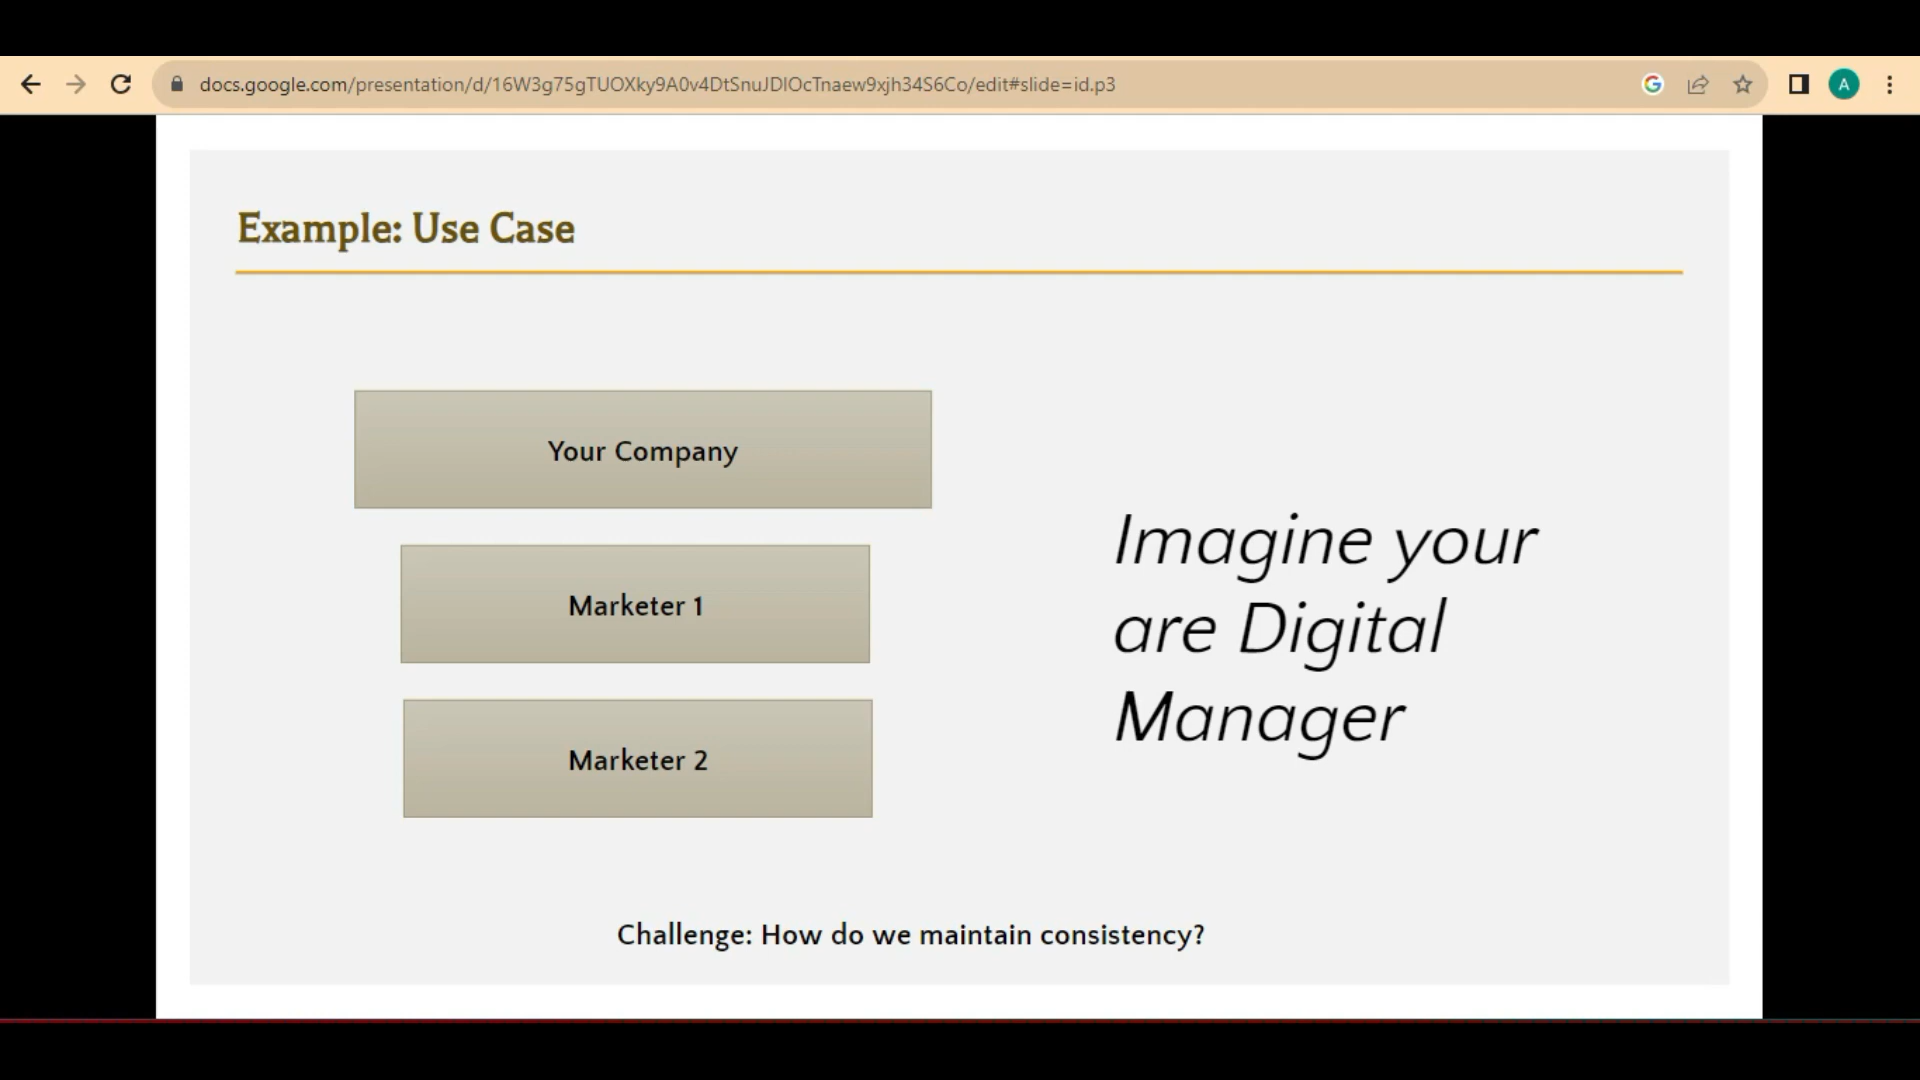 docs.google.com/presentation/d/16W3g75gTUOXky9A0v4DtSnuJDIOcTnaew9xjh34S6Co/edit#slide=id.p3
A
Example: Use Case
Your Company
Marketer 1
Marketer 2
Imagine your
are Digital
Manager
Challenge: How do we maintain consistency?